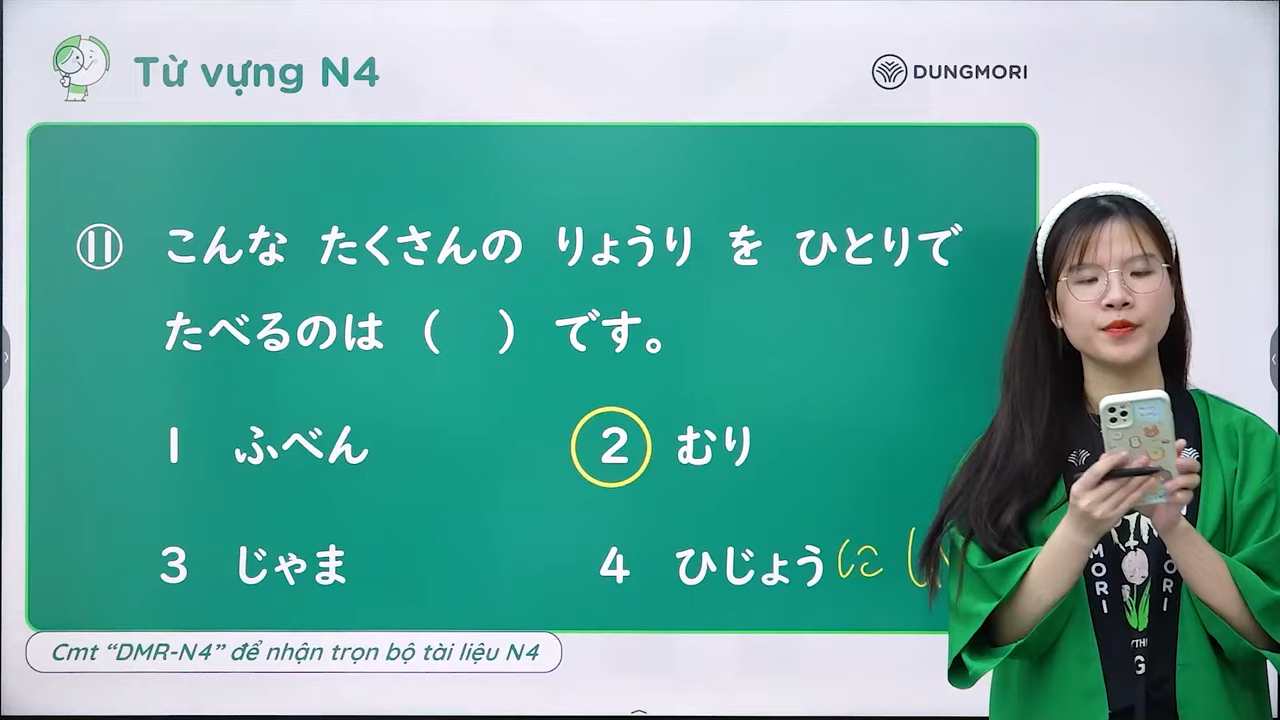 Từ vựng N4
DUNGMORI
⑪ こんな たくさんの りょうり を ひとりで
たべるのは ( ) です。
1 ふべん
2 むり
3 じゃま
4 ひじょうに
Cmt “DMR-N4” để nhận trọn bộ tài liệu N4
MORI
G